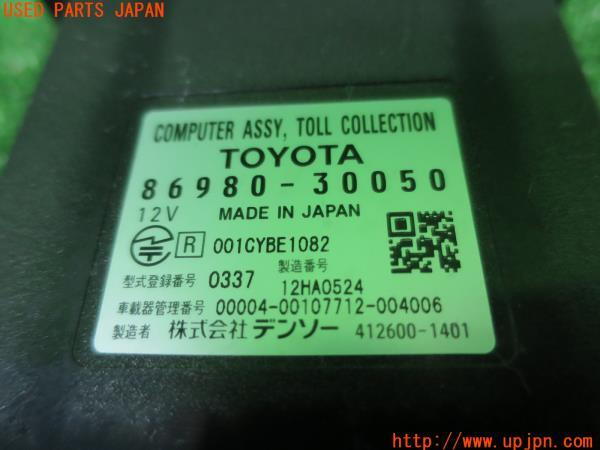 USED PARTS JAPAN
COMPUTER ASSY, TOLL COLLECTION
TOYOTA
86980-30050
12V MADE IN JAPAN
R 001CYBE1082
型式登録番号 0337 製造番号 12HA0524
車載器管理番号 00004-00107712-004006
製造者 株式会社 デンソー 412600-1401
http://www.upjpn.com/